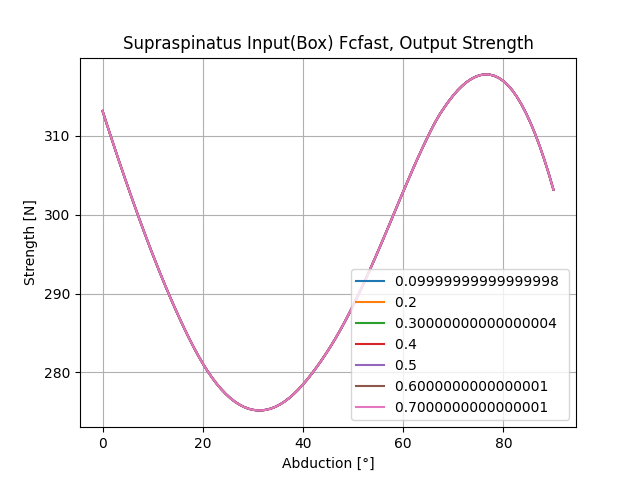 Supraspinatus Input(Box) Fcfast, Output Strength
310
300
290
280
Strength [N]
0.09999999999999998
0.2
0.30000000000000004
0.4
0.5
0.6000000000000001
0.7000000000000001
0 20 40 60 80
Abduction [°]